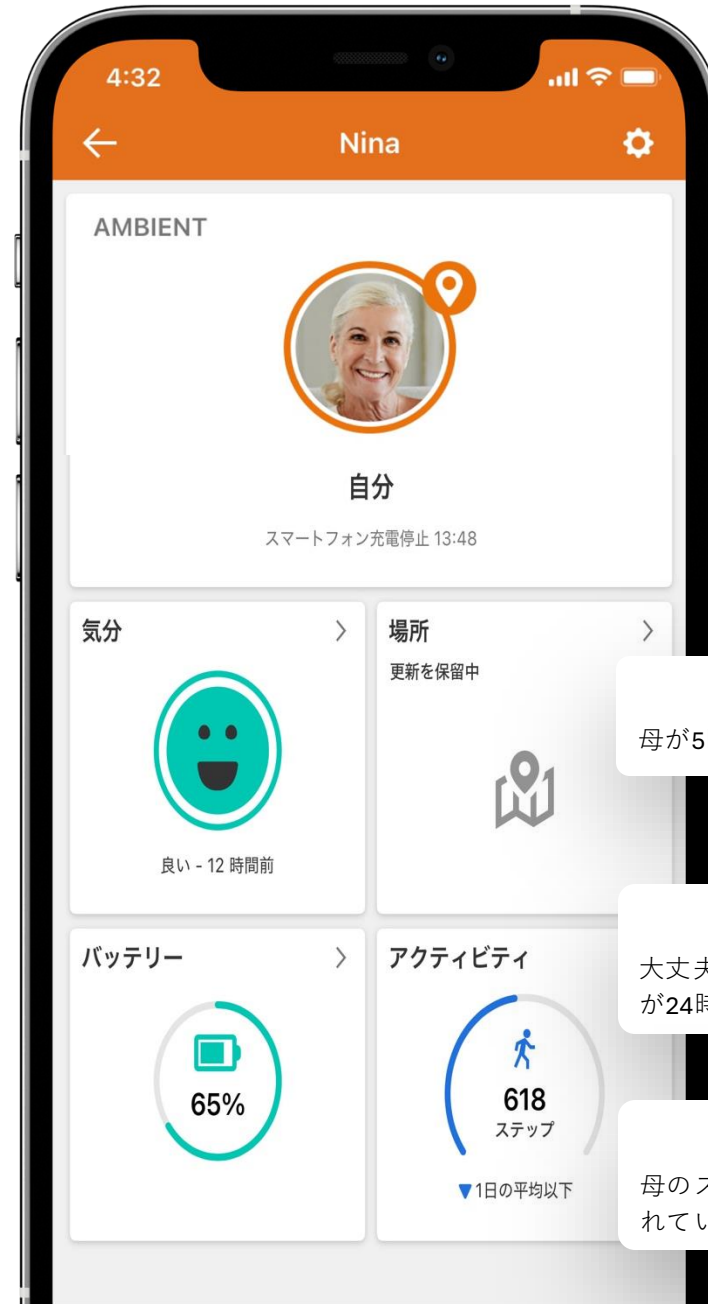 4:32
Nina
AMBIENT
自分
スマートフォン充電停止 13:48
気分
場所
更新を保留中
良い - 12 時間前
母が5
バッテリー
アクティビティ
大丈夫
が24時
65%
618
ステップ
▼1日の平均以下
母のス
れてい